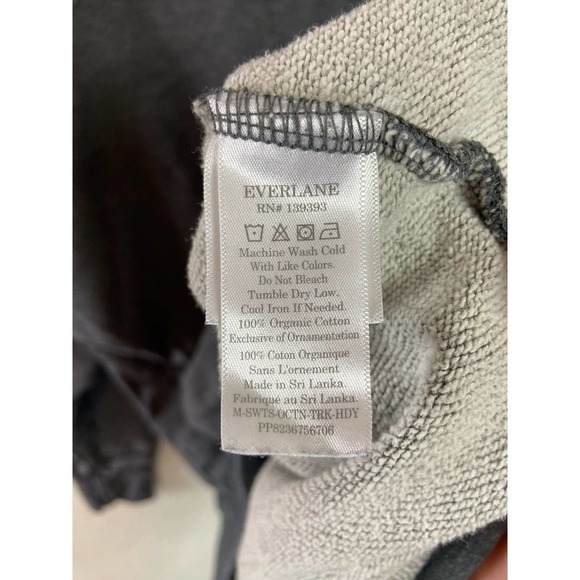 EVERLANE
RN# 139393
Machine Wash Cold
With Like Colors.
Do Not Bleach
Tumble Dry Low.
Cool Iron If Needed.
100% Organic Cotton
Exclusive of Ornamentation
100% Coton Organique
Sans L'ornement
Made in Sri Lanka
Fabriqué au Sri Lanka.
M-SWTS-OCTN-TRK-HDY
PP8236756706